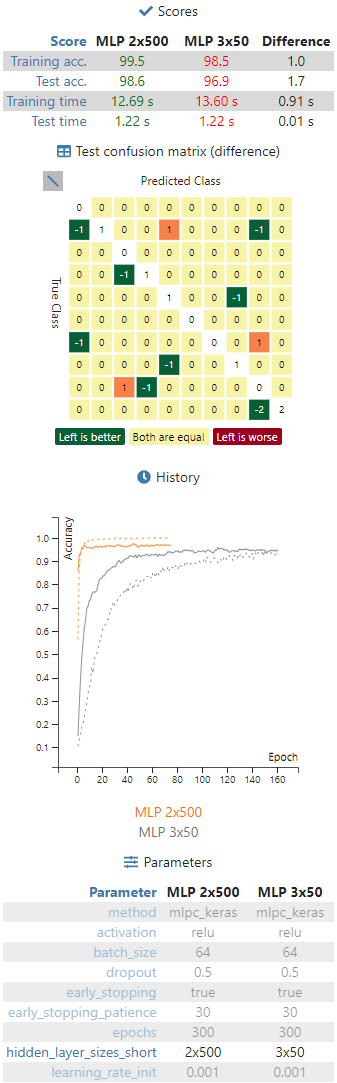 Scores
Score MLP 2x500 MLP 3x50 Difference
Training acc. 99.5 98.5 1.0
Test acc. 98.6 96.9 1.7
Training time 12.69 s 13.60 s 0.91 s
Test time 1.22 s 1.22 s 0.01 s
Test confusion matrix (difference)
Predicted Class
True Class
0 0 0 0 0 0 0 0 0 0
-1 1 0 0 1 0 0 0 -1 0
0 0 0 0 0 0 0 0 0 0
0 0 -1 1 0 0 0 0 0 0
0 0 0 0 1 0 0 -1 0 0
0 0 0 0 0 0 0 0 0 0
-1 0 0 0 0 0 0 0 1 0
0 0 0 0 -1 0 0 1 0 0
0 0 1 -1 0 0 0 0 0 0
0 0 0 0 0 0 0 0 -2 2
Left is better Both are equal Left is worse
History
Accuracy
1.0
0.9
0.8
0.7
0.6
0.5
0.4
0.3
0.2
0.1
Epoch
0 20 40 60 80 100 120 140 160
MLP 2x500
MLP 3x50
Parameters
Parameter MLP 2x500 MLP 3x50
method mlpc_keras mlpc_keras
activation relu relu
batch_size 64 64
dropout 0.5 0.5
early_stopping true true
early_stopping_patience 30 30
epochs 300 300
hidden_layer_sizes_short 2x500 3x50
learning_rate_init 0.001 0.001